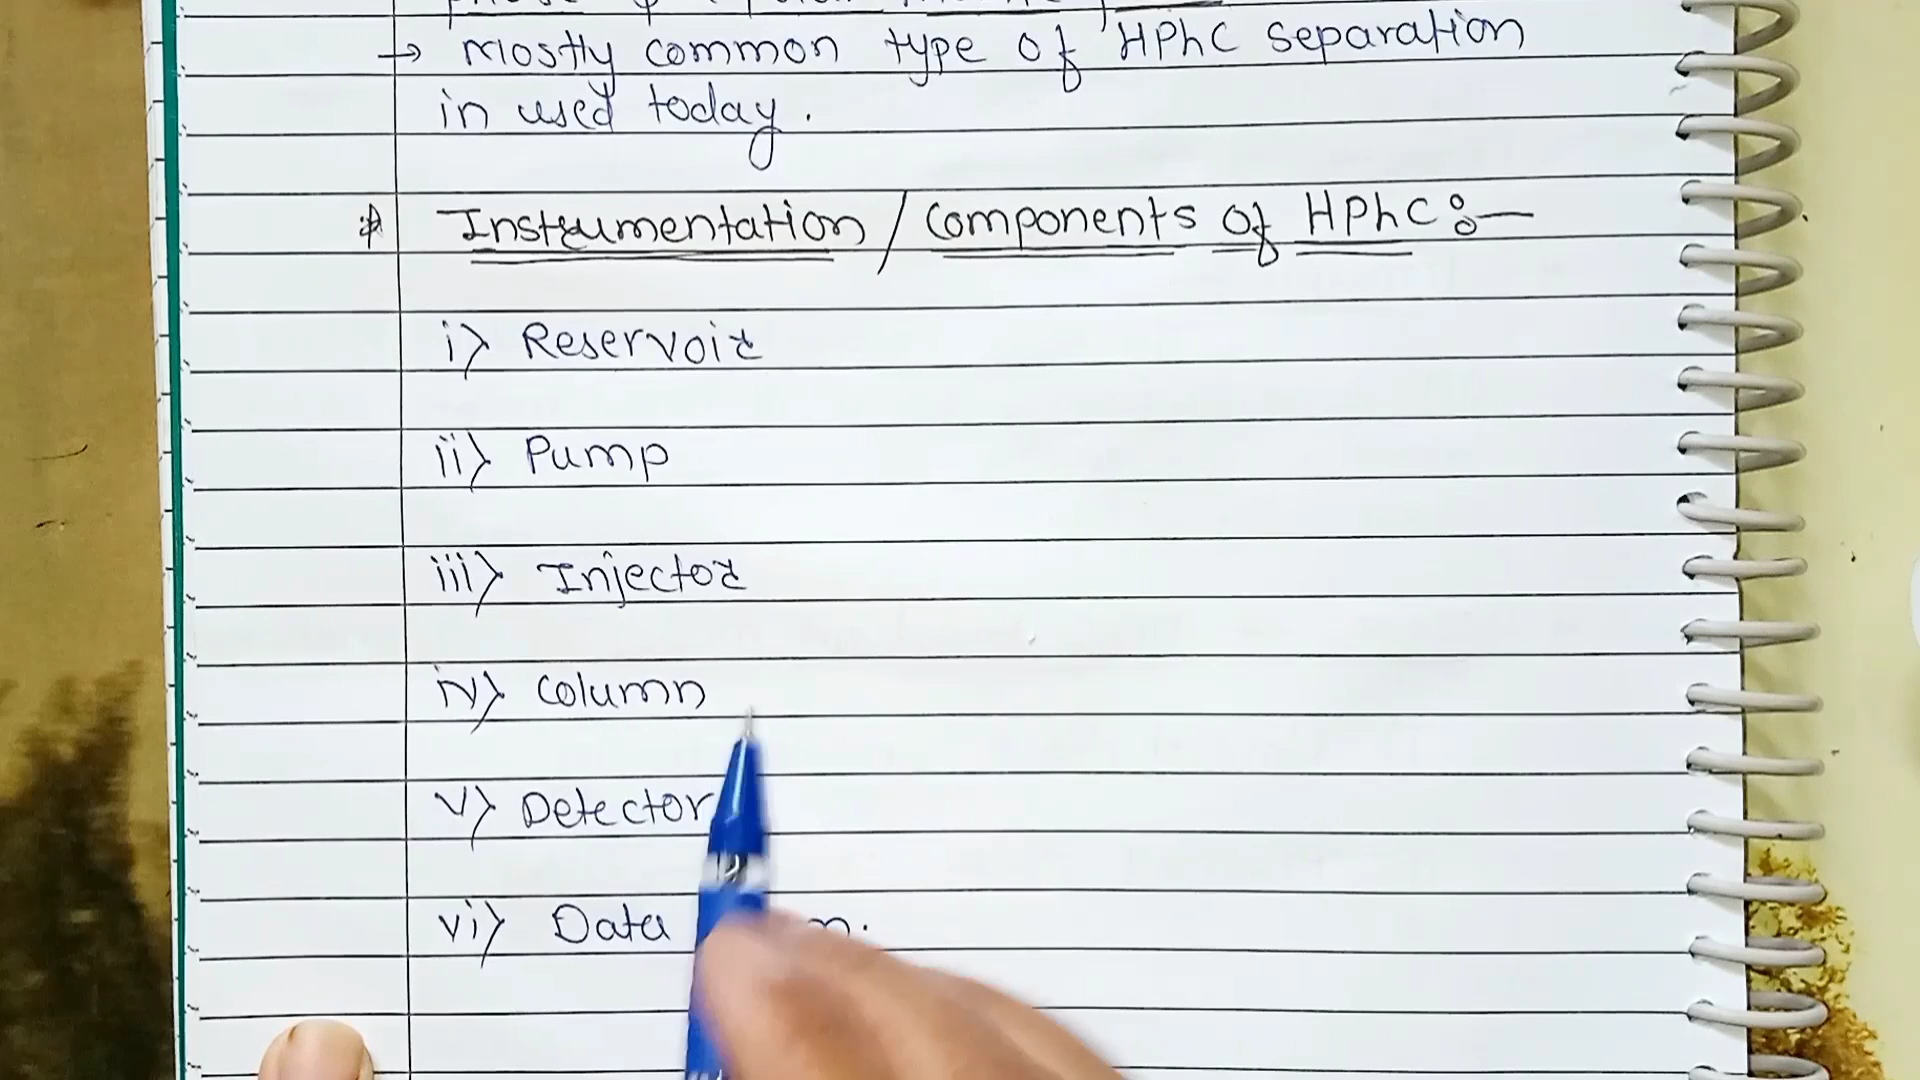 → Mostly common type of HPLC separation
in used today.
* Instrumentation / Components of HPLC :—
i) Reservoir
ii) Pump
iii) Injector
iv) Column
v) Detector
vi) Data